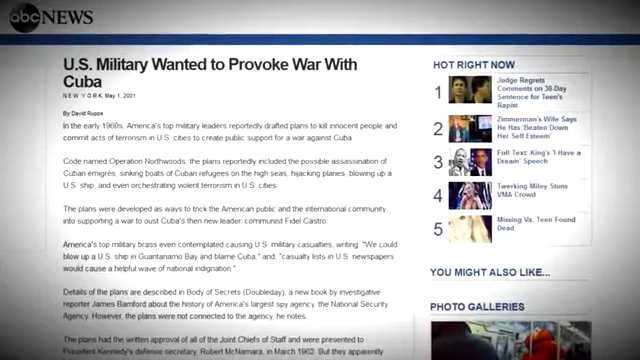 abc NEWS
U.S. Military Wanted to Provoke War With
Cuba
NEW YORK, May 1, 2001
By David Ruppe
In the early 1960s, America's top military leaders reportedly drafted plans to kill innocent people and
commit acts of terrorism in U.S. cities to create public support for a war against Cuba.
Code named Operation Northwoods, the plans reportedly included the possible assassination of
Cuban émigrés, sinking boats of Cuban refugees on the high seas, hijacking planes, blowing up a
U.S. ship, and even orchestrating violent terrorism in U.S. cities.
The plans were developed as ways to trick the American public and the international community
into supporting a war to oust Cuba's then new leader, communist Fidel Castro.
America's top military brass even contemplated causing U.S. military casualties, writing: "We could
blow up a U.S. ship in Guantanamo Bay and blame Cuba," and, "casualty lists in U.S. newspapers
would cause a helpful wave of national indignation."
Details of the plans are described in Body of Secrets (Doubleday), a new book by investigative
reporter James Bamford about the history of America's largest spy agency, the National Security
Agency. However, the plans were not connected to the agency, he notes.
The plans had the written approval of all of the Joint Chiefs of Staff and were presented to
President Kennedy's defense secretary, Robert McNamara, in March 1962. But they apparently
HOT RIGHT NOW
1 Judge Regrets
Comments on 30-Day
Sentence for Teen's
Rapist
2 Zimmerman's Wife Says
He Has 'Beaten Down
Her Self Esteem'
3 Full Text: King's 'I Have a
Dream' Speech
4 Twerking Miley Stuns
VMA Crowd
5 Missing Va. Teen Found
Dead
YOU MIGHT ALSO LIKE...
PHOTO GALLERIES